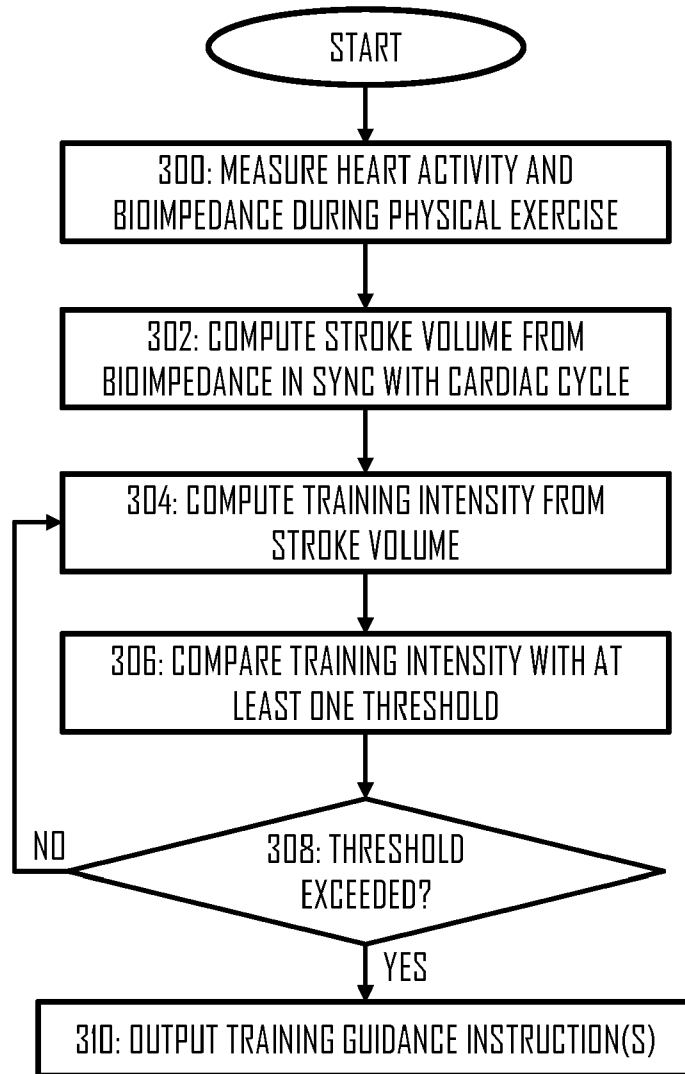 START
300: MEASURE HEART ACTIVITY AND
BIOIMPEDANCE DURING PHYSICAL EXERCISE
302: COMPUTE STROKE VOLUME FROM
BIOIMPEDANCE IN SYNC WITH CARDIAC CYCLE
304: COMPUTE TRAINING INTENSITY FROM
STROKE VOLUME
306: COMPARE TRAINING INTENSITY WITH AT
LEAST ONE THRESHOLD
NO
308: THRESHOLD
EXCEEDED?
YES
310: OUTPUT TRAINING GUIDANCE INSTRUCTION(S)